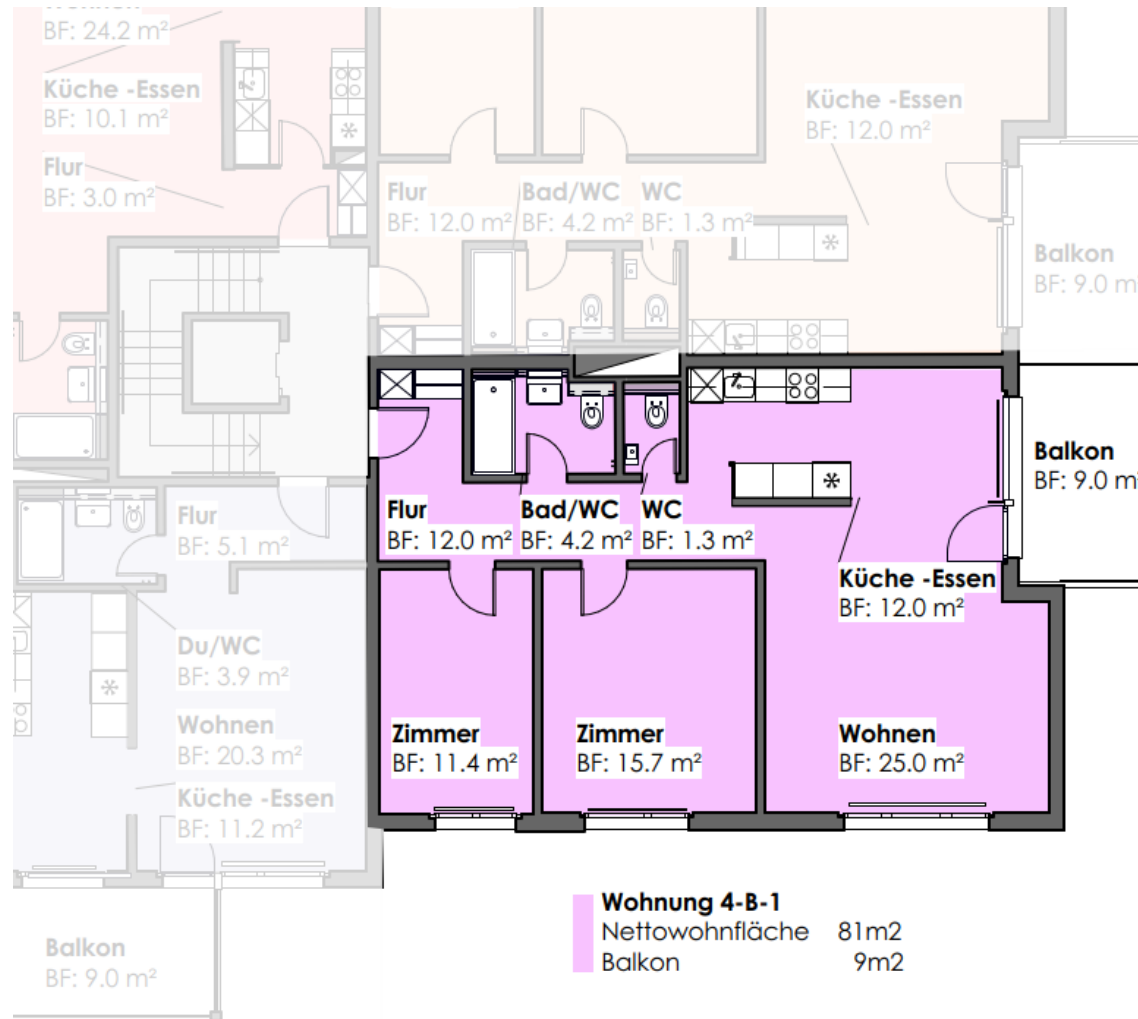 BF: 24.2 m²
Küche -Essen
BF: 10.1 m²
Flur
BF: 3.0 m²
Küche -Essen
BF: 12.0 m²
Flur
BF: 12.0 m²
Bad/WC
BF: 4.2 m²
WC
BF: 1.3 m²
Balkon
BF: 9.0 m
Balkon
BF: 9.0 m²
Flur
BF: 12.0 m²
Bad/WC
BF: 4.2 m²
WC
BF: 1.3 m²
Flur
BF: 5.1 m²
Küche -Essen
BF: 12.0 m²
Du/WC
BF: 3.9 m²
Wohnen
BF: 20.3 m²
Küche -Essen
BF: 11.2 m²
Zimmer
BF: 11.4 m²
Zimmer
BF: 15.7 m²
Wohnen
BF: 25.0 m²
Wohnung 4-B-1
Nettowohnfläche 81m2
Balkon 9m2
Balkon
BF: 9.0 m²